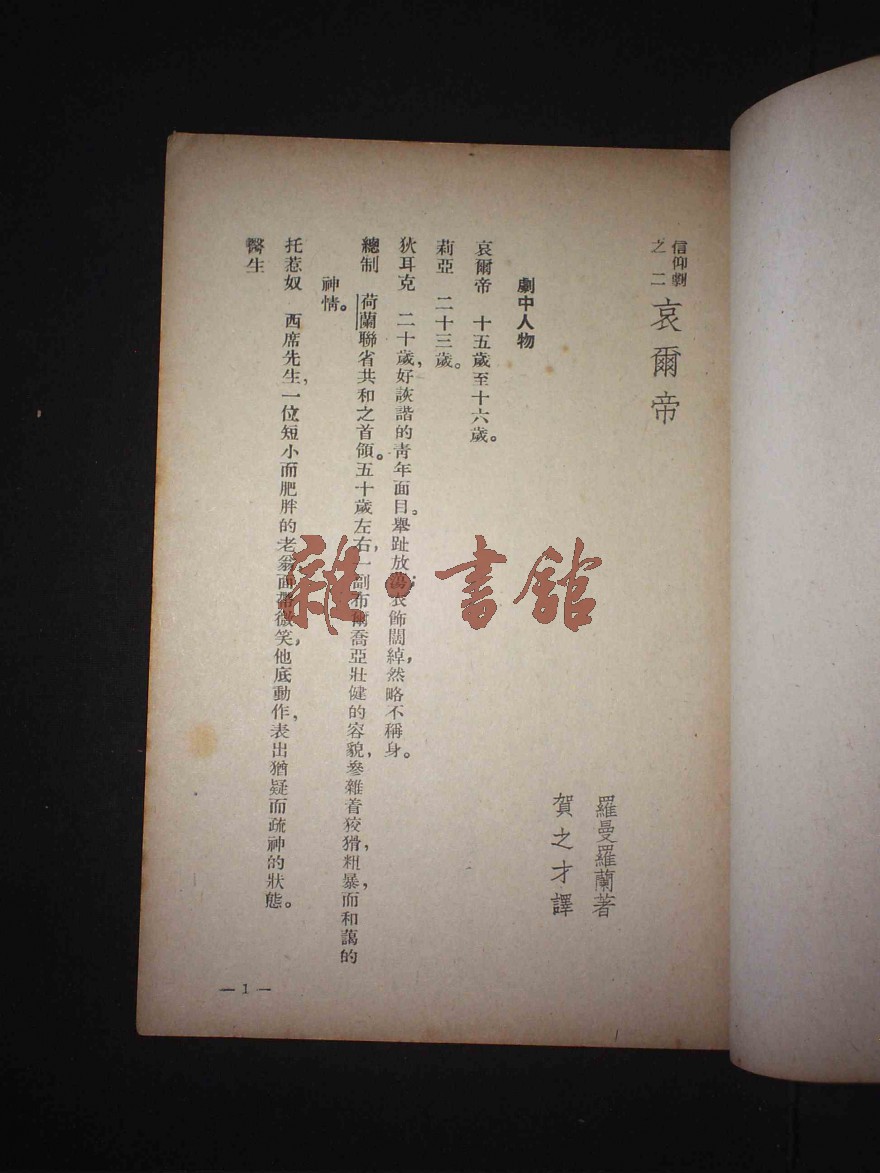 信仰劇
之二
哀爾帝
羅曼羅蘭著
賀之才譯
劇中人物
哀爾帝　十五歲至十六歲。
莉亞　二十三歲。
狄耳克　二十歲，好詼諧的青年面目。舉趾放蕩，衣飾闊綽，然略不稱身。
總制　荷蘭聯省共和之首領。五十歲左右，一副布爾喬亞壯健的容貌，參雜着狡猾，粗暴，而和藹的
神情。
托惹奴　西席先生，一位短小而肥胖的老翁面帶微笑，他底動作，表出猶疑而疏神的狀態。
醫生
— 1 —
雜·書館